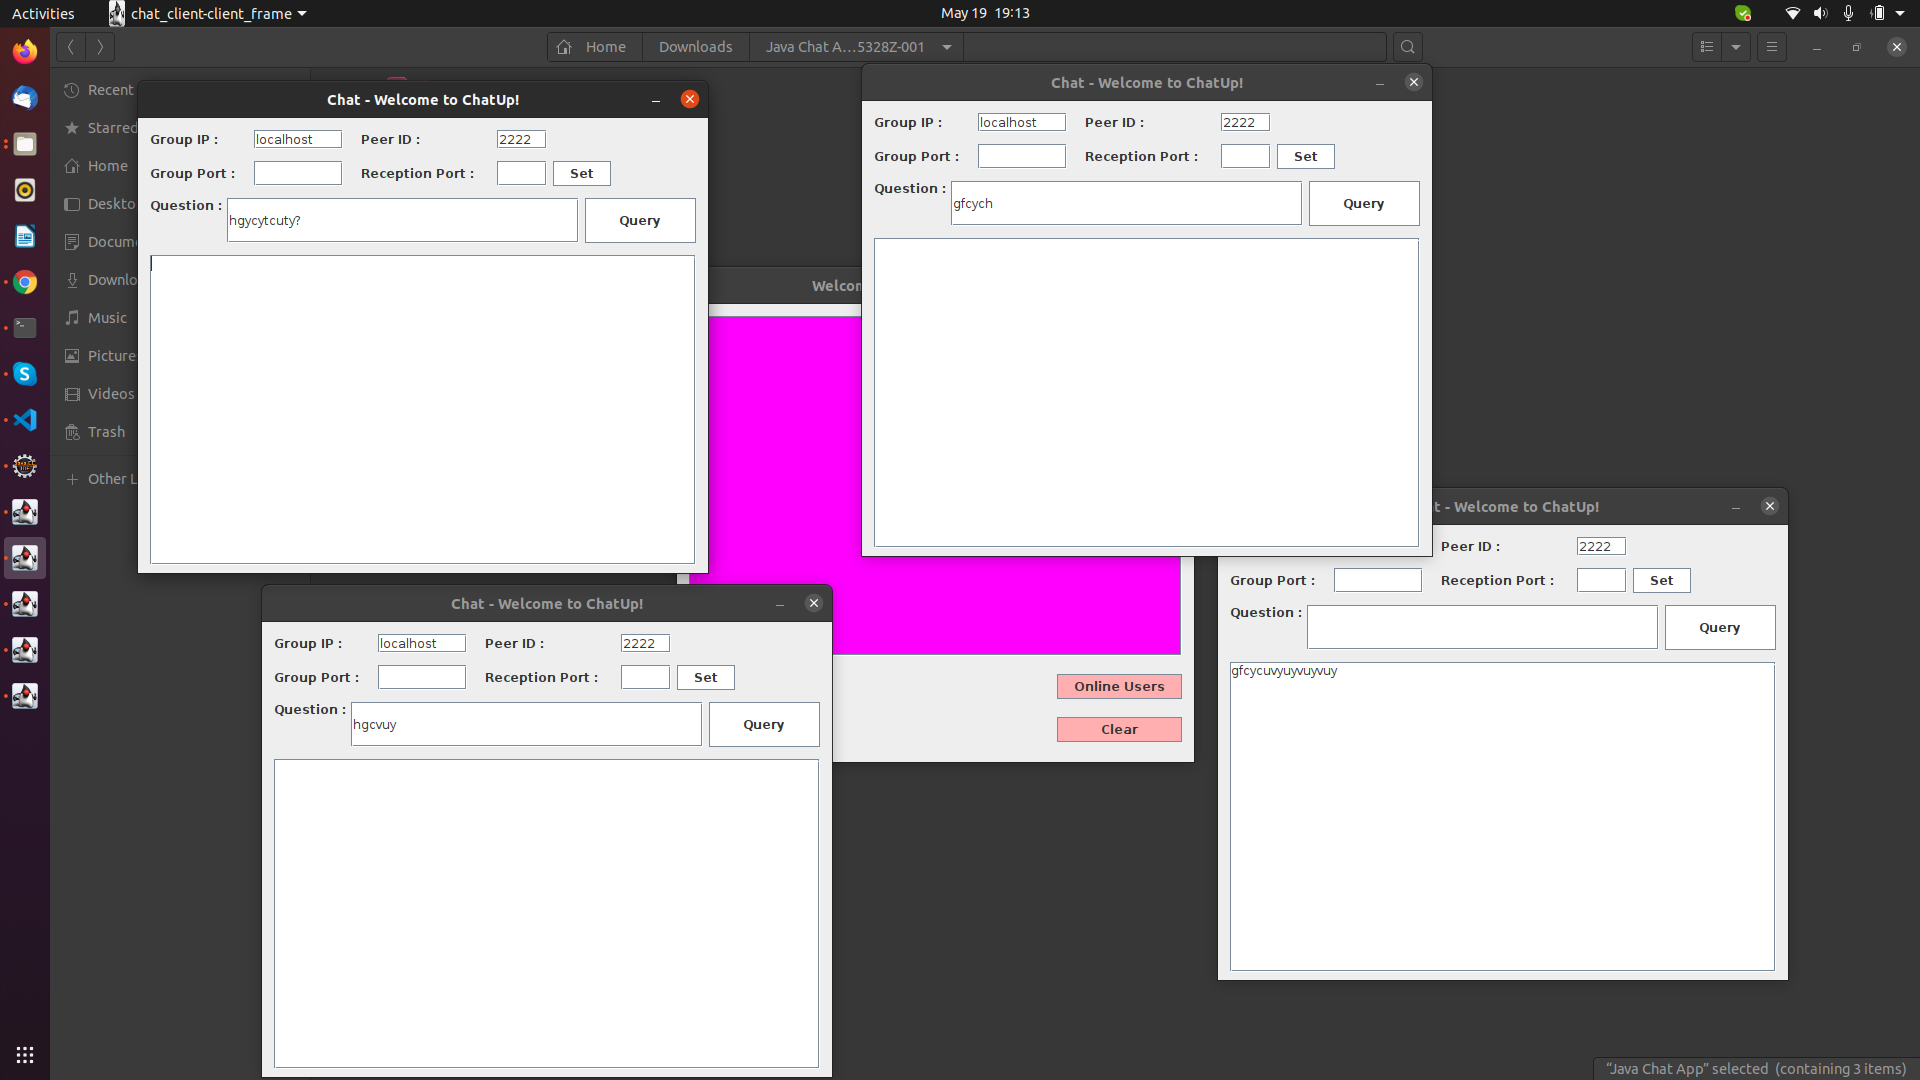 Activities
chat_client-client_frame
May 19 19:13
Home
Downloads
Java Chat A...5328Z-001
Recent
Starred
Home
Deskto
Docum
Downlo
Music
Picture
Videos
Trash
Other L
Chat - Welcome to ChatUp!
Group IP :
localhost
Peer ID :
2222
Group Port :
Reception Port :
Set
Question :
hgycytcuty?
Query
Chat - Welcome to ChatUp!
Group IP :
localhost
Peer ID :
2222
Group Port :
Reception Port :
Set
Question :
gfcych
Query
Welcon
Online Users
Clear
Chat - Welcome to ChatUp!
Group IP :
localhost
Peer ID :
2222
Group Port :
Reception Port :
Set
Question :
hgcvuy
Query
t - Welcome to ChatUp!
Peer ID :
2222
Group Port :
Reception Port :
Set
Question :
Query
gfcycuvyuyvuyvuy
"Java Chat App" selected (containing 3 items)